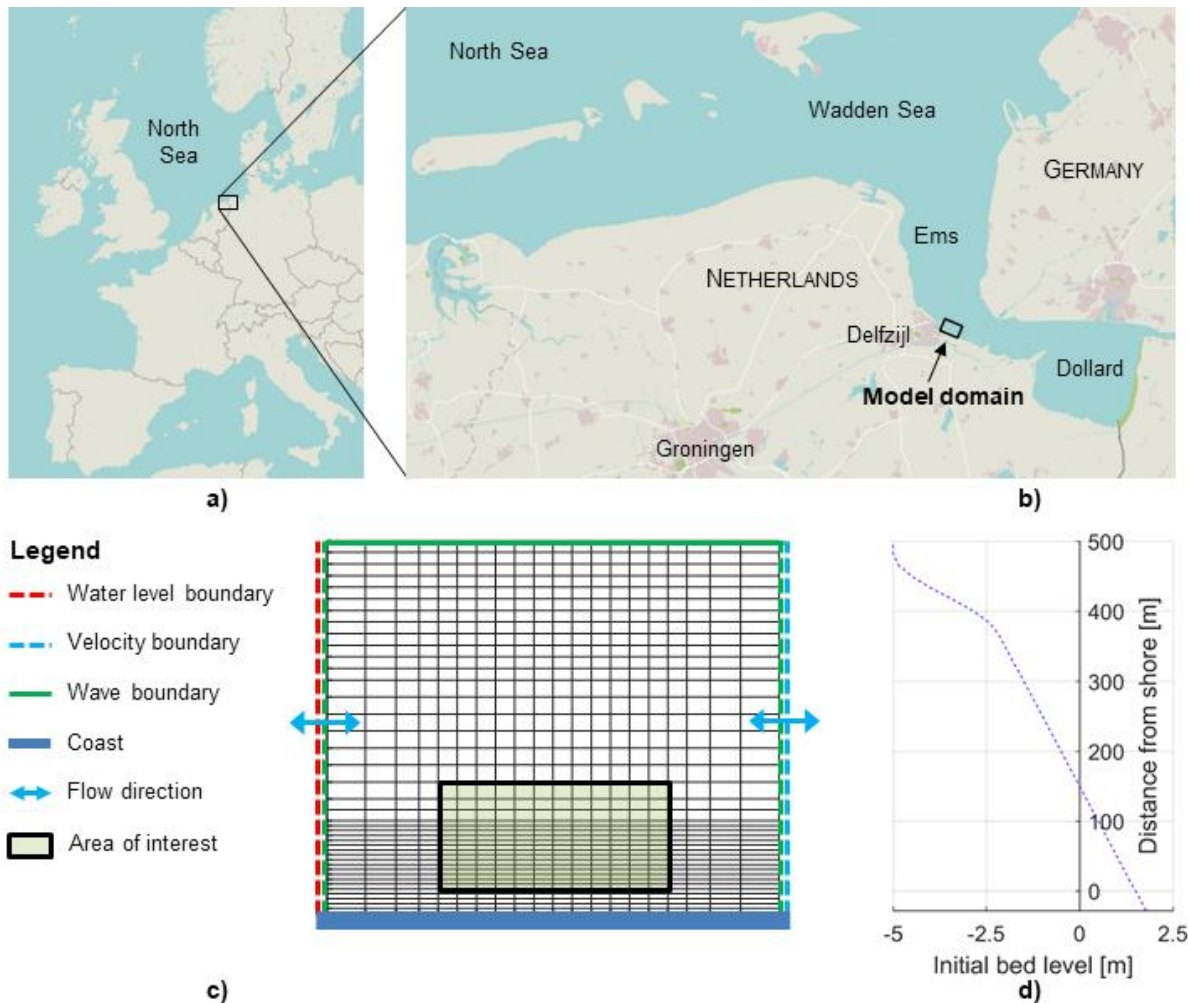 North
Sea
North Sea
Wadden Sea
GERMANY
Ems
NETHERLANDS
Delfzijl
Dollard
Model domain
Groningen
a)
b)
Legend
Water level boundary
Velocity boundary
Wave boundary
Coast
Flow direction
Area of interest
c)
500
400
300
200
100
0
Distance from shore [m]
-5 -2.5 0 2.5
Initial bed level [m]
d)